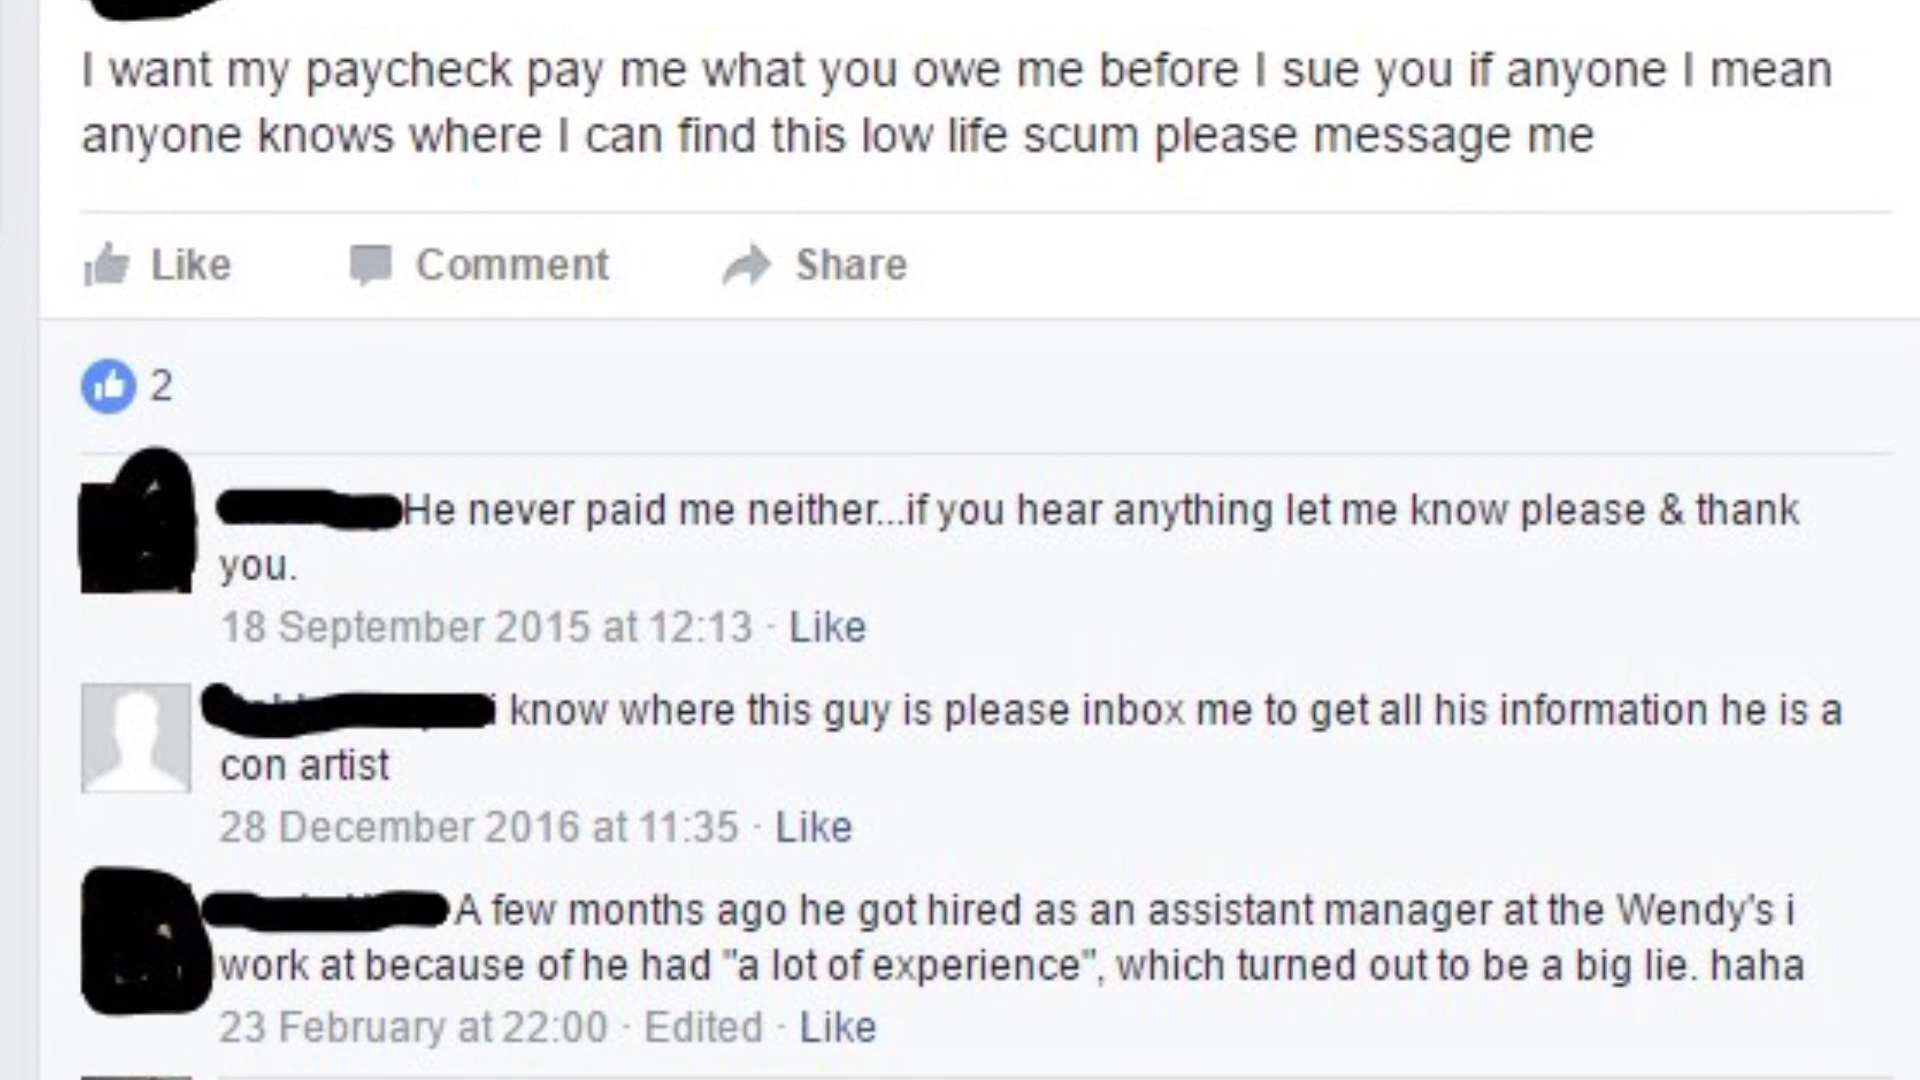 I want my paycheck pay me what you owe me before I sue you if anyone I mean
anyone knows where I can find this low life scum please message me
Like Comment Share
2
He never paid me neither...if you hear anything let me know please & thank
you.
18 September 2015 at 12:13 · Like
i know where this guy is please inbox me to get all his information he is a
con artist
28 December 2016 at 11:35 · Like
A few months ago he got hired as an assistant manager at the Wendy's i
work at because of he had "a lot of experience", which turned out to be a big lie. haha
23 February at 22:00 · Edited · Like